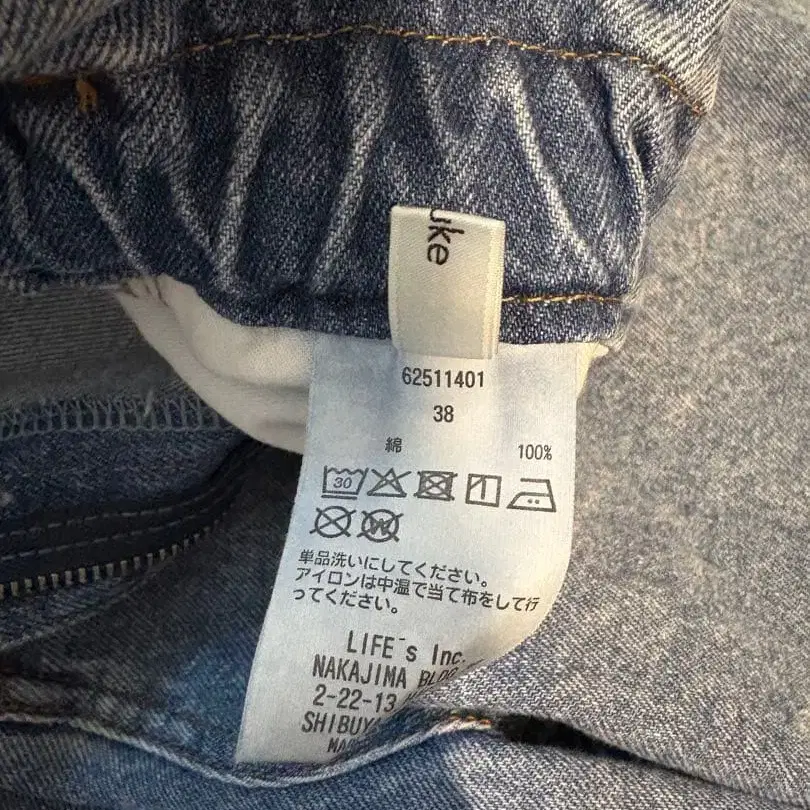 uke
62511401
38
綿 100%
30
W
単品洗いにしてください。
アイロンは中温で当て布をして行
ってください。
LIFE´s Inc.
NAKAJIMA
2-22-13